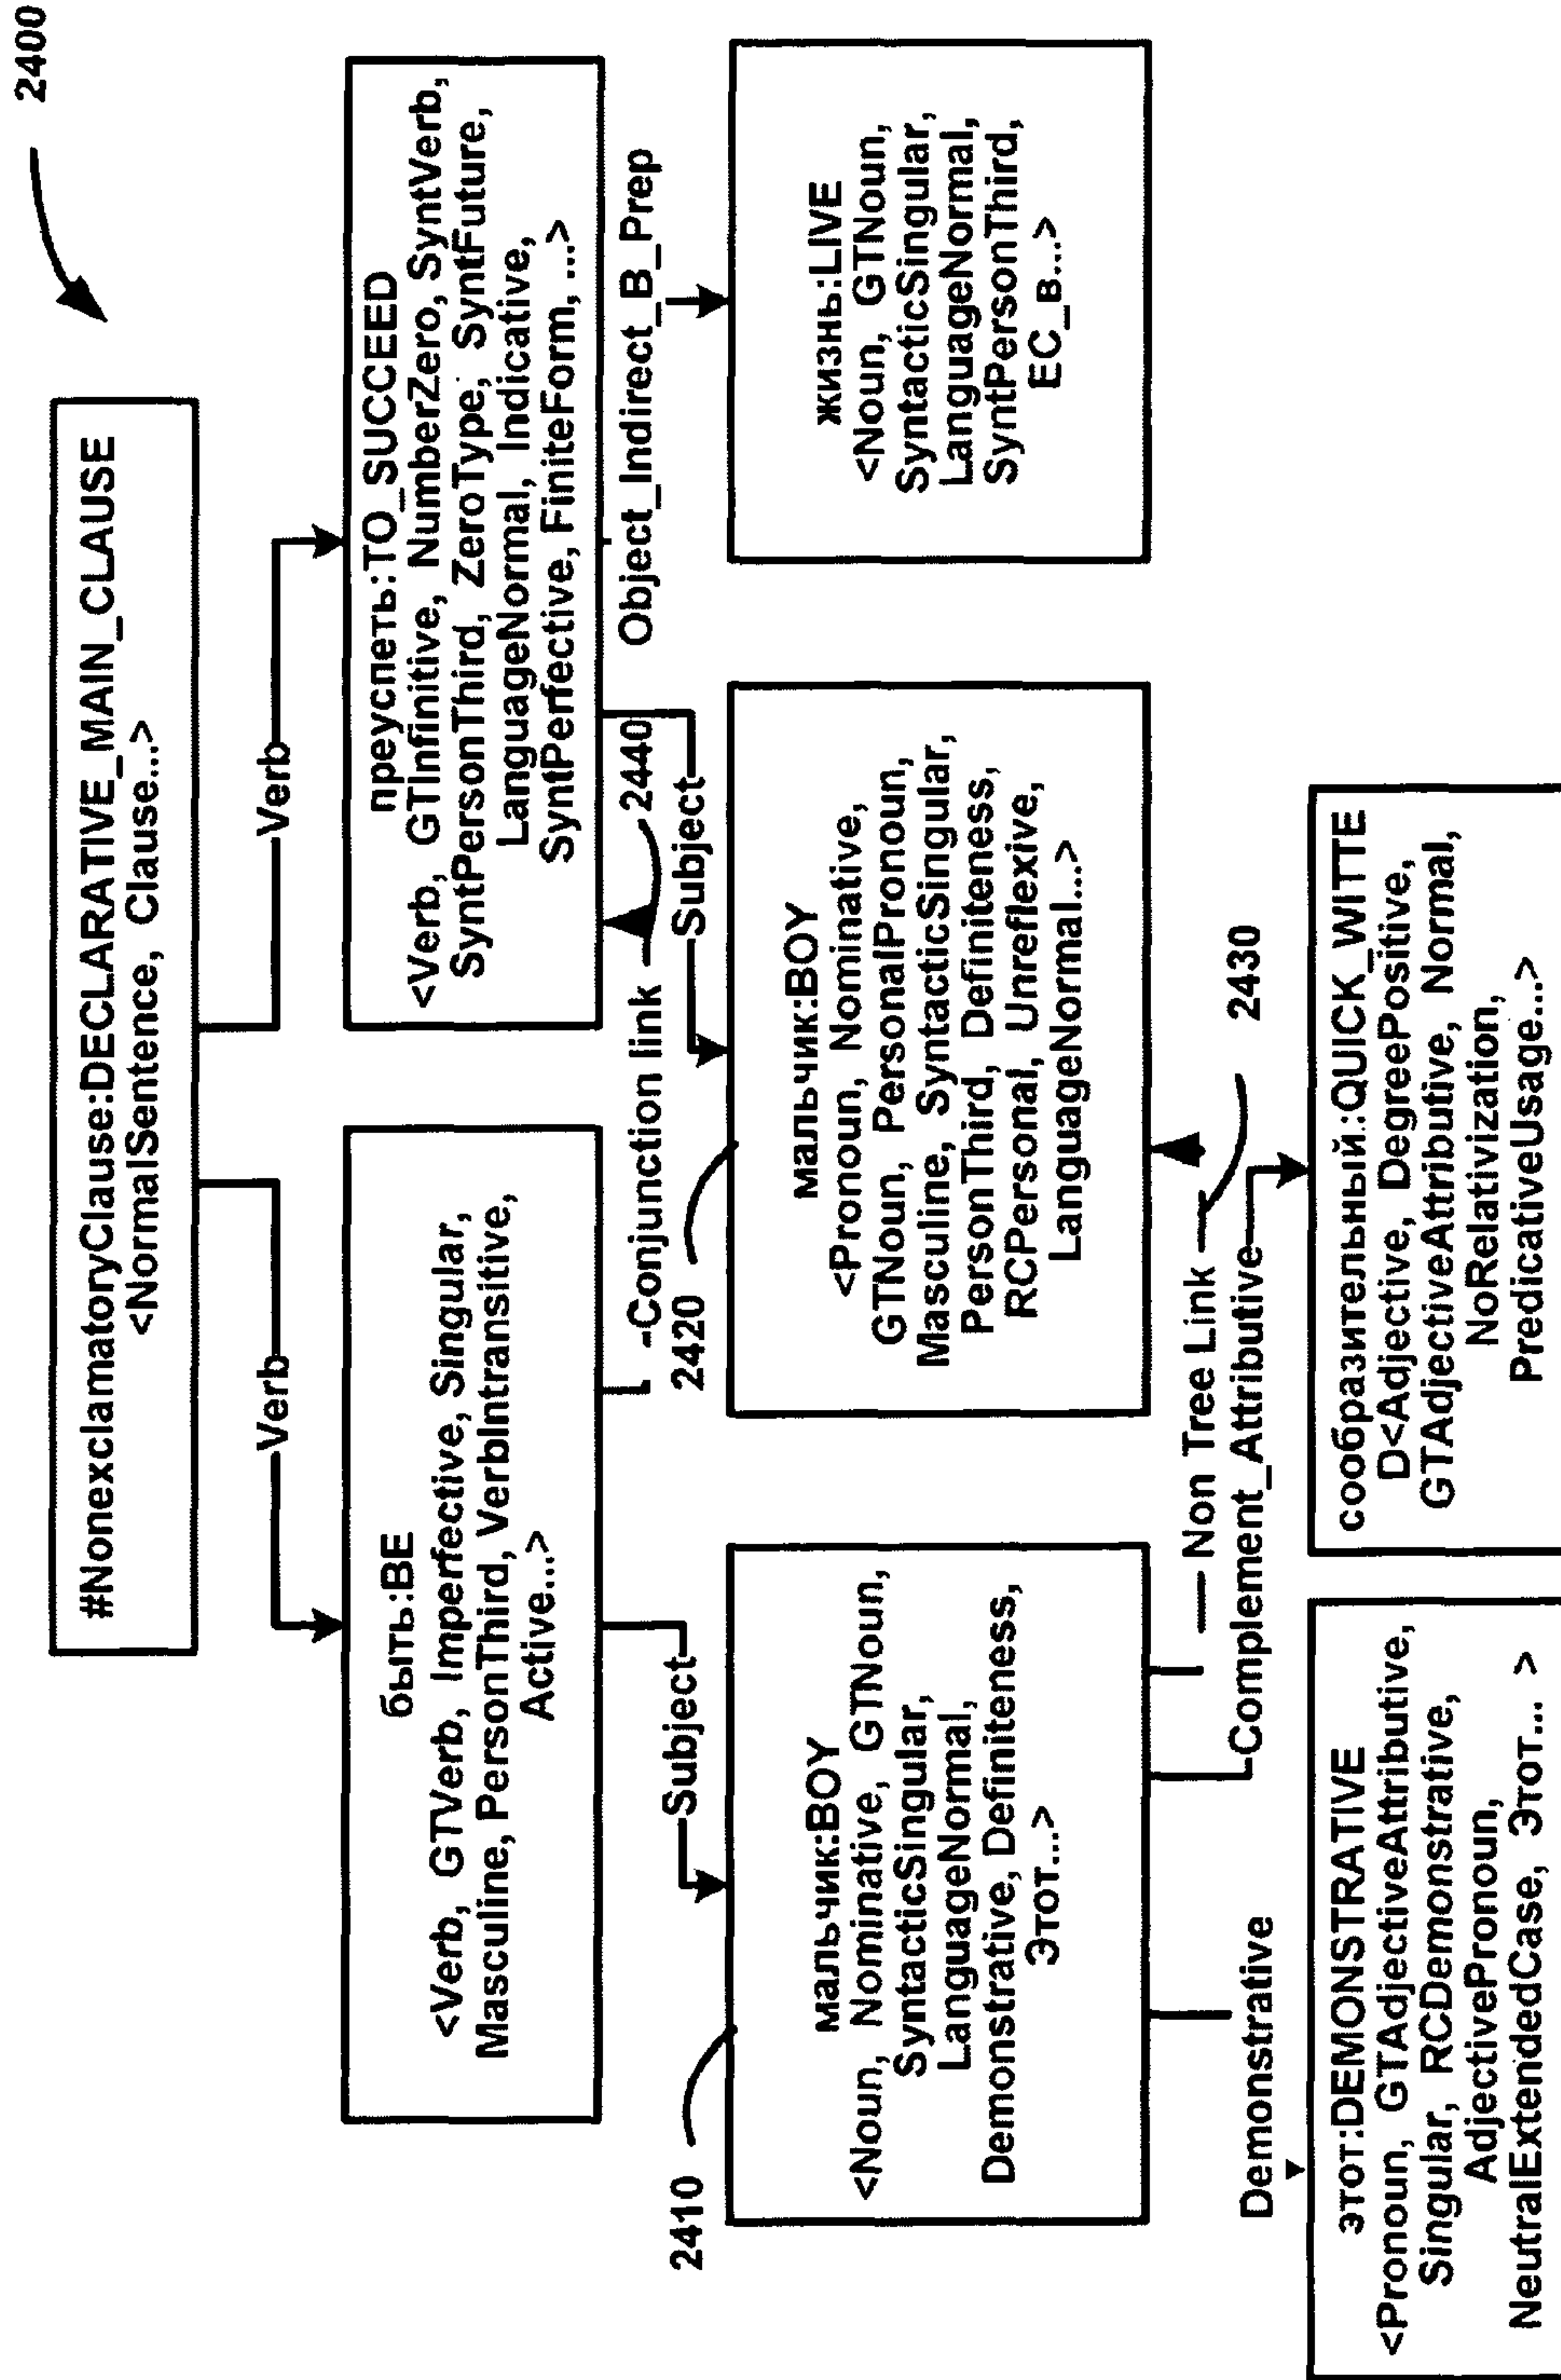 2400
#NonexclamatoryClause:DECLARATIVE_MAIN_CLAUSE
<NormalSentence, Clause...>
Verb
Verb
быть:BE
<Verb, GTVerb, Imperfective, Singular,
Masculine, PersonThird, VerbIntransitive,
Active...>
преуспеть:TO_SUCCEED
<Verb, GTInfinitive, NumberZero, SyntVerb,
SyntPersonThird, ZeroType, SyntFuture,
LanguageNormal, Indicative,
SyntPerfective, FiniteForm, ...>
Subject
Conjunction link
2440
Subject
Object_Indirect_B_Prep
2410
мальчик:BOY
<Noun, Nominative, GTNoun,
SyntacticSingular,
LanguageNormal,
Demonstrative, Definiteness,
Этот...>
2420
мальчик:BOY
<Pronoun, Nominative,
GTNoun, PersonalPronoun,
Masculine, SyntacticSingular,
PersonThird, Definiteness,
RCPersonal, Unreflexive,
LanguageNormal...>
жизнь:LIVE
<Noun, GTNoun,
SyntacticSingular,
LanguageNormal,
SyntPersonThird,
EC_в...>
Demonstrative
Non Tree Link
2430
Complement_Attributive
этот:DEMONSTRATIVE
<Pronoun, GTAdjectiveAttributive,
Singular, RCDemonstrative,
AdjectivePronoun,
NeutralExtendedCase, Этот... >
сообразительный:QUICK_WITTE
D<Adjective, DegreePositive,
GTAdjectiveAttributive, Normal,
NoRelativization,
PredicativeUsage...>